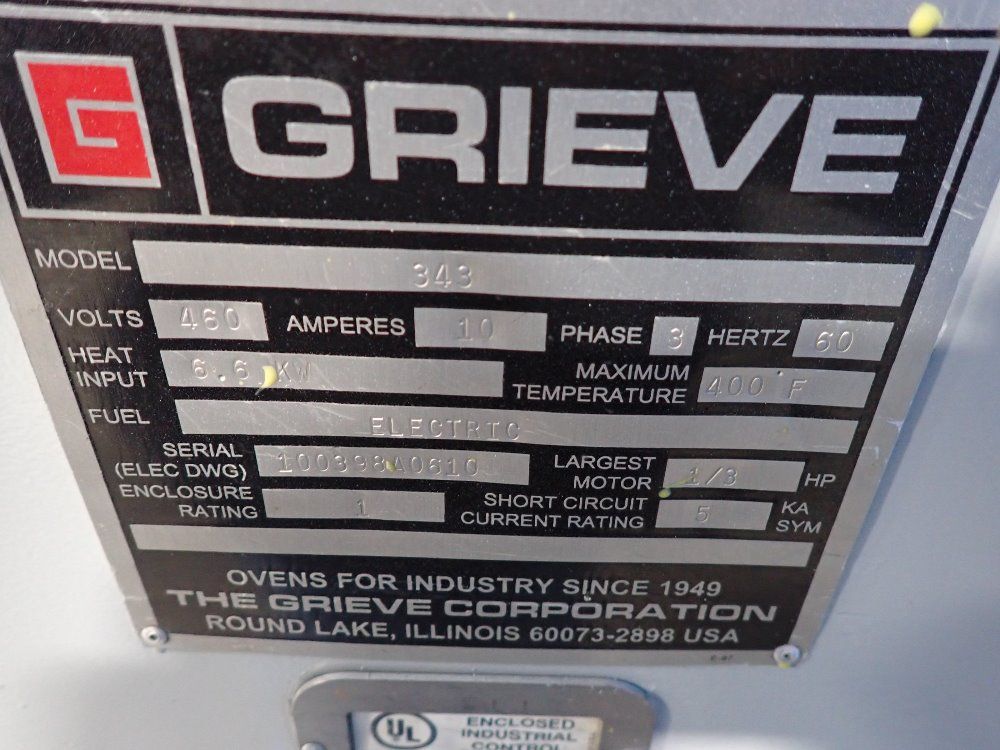 G GRIEVE
MODEL 343
VOLTS 460 AMPERES 10 PHASE 3 HERTZ 60
HEAT INPUT 6.6 KW MAXIMUM TEMPERATURE 400 F
FUEL ELECTRIC
SERIAL (ELEC DWG) 100398A0610 LARGEST MOTOR 1/3 HP
ENCLOSURE RATING 1 SHORT CIRCUIT CURRENT RATING 5 KA SYM
OVENS FOR INDUSTRY SINCE 1949
THE GRIEVE CORPORATION
ROUND LAKE, ILLINOIS 60073-2898 USA
UL ENCLOSED
INDUSTRIAL
CONTROL